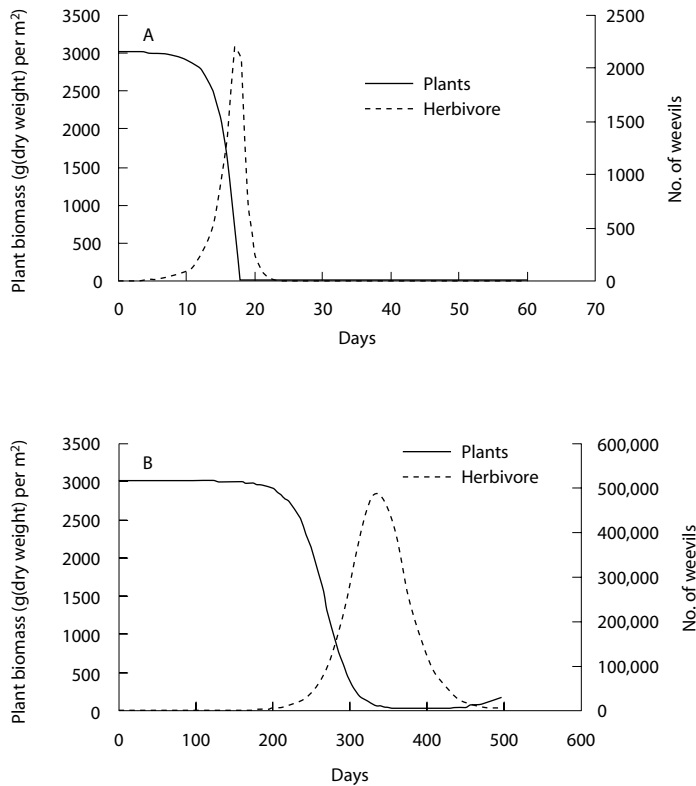 A
Plants
Herbivore
Plant biomass (g(dry weight) per m²)
3500
3000
2500
2000
1500
1000
500
0
2500
2000
1500
1000
500
0
No. of weevils
0 10 20 30 40 50 60 70
Days
B
Plants
Herbivore
Plant biomass (g(dry weight) per m²)
3500
3000
2500
2000
1500
1000
500
0
600,000
500,000
400,000
300,000
200,000
100,000
0
No. of weevils
0 100 200 300 400 500 600
Days